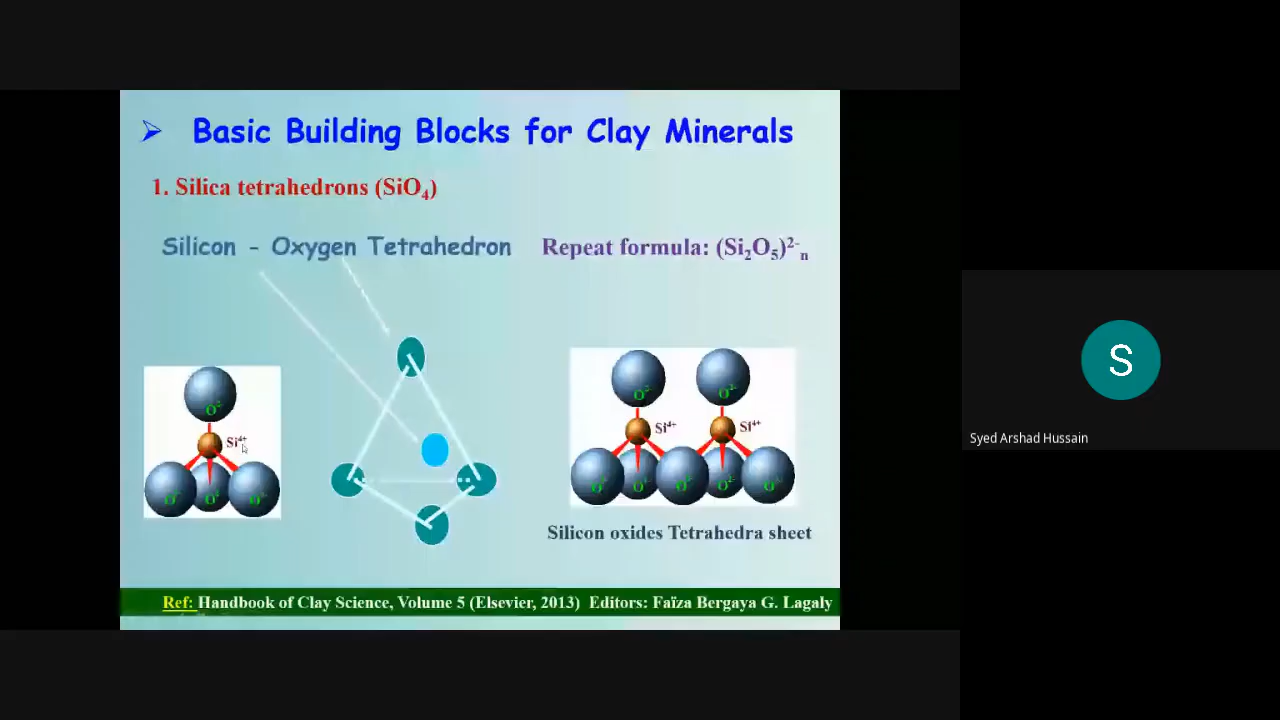 ➢ Basic Building Blocks for Clay Minerals
1. Silica tetrahedrons (SiO₄)
Silicon - Oxygen Tetrahedron
Repeat formula: (Si₂O₅)²⁻ₙ
O²⁻
Si⁴⁺
O²⁻ O²⁻ O²⁻
O²⁻ O²⁻
Si⁴⁺ Si⁴⁺
O²⁻ O²⁻ O²⁻ O²⁻ O²⁻
Silicon oxides Tetrahedra sheet
Ref: Handbook of Clay Science, Volume 5 (Elsevier, 2013) Editors: Faïza Bergaya G. Lagaly
S
Syed Arshad Hussain